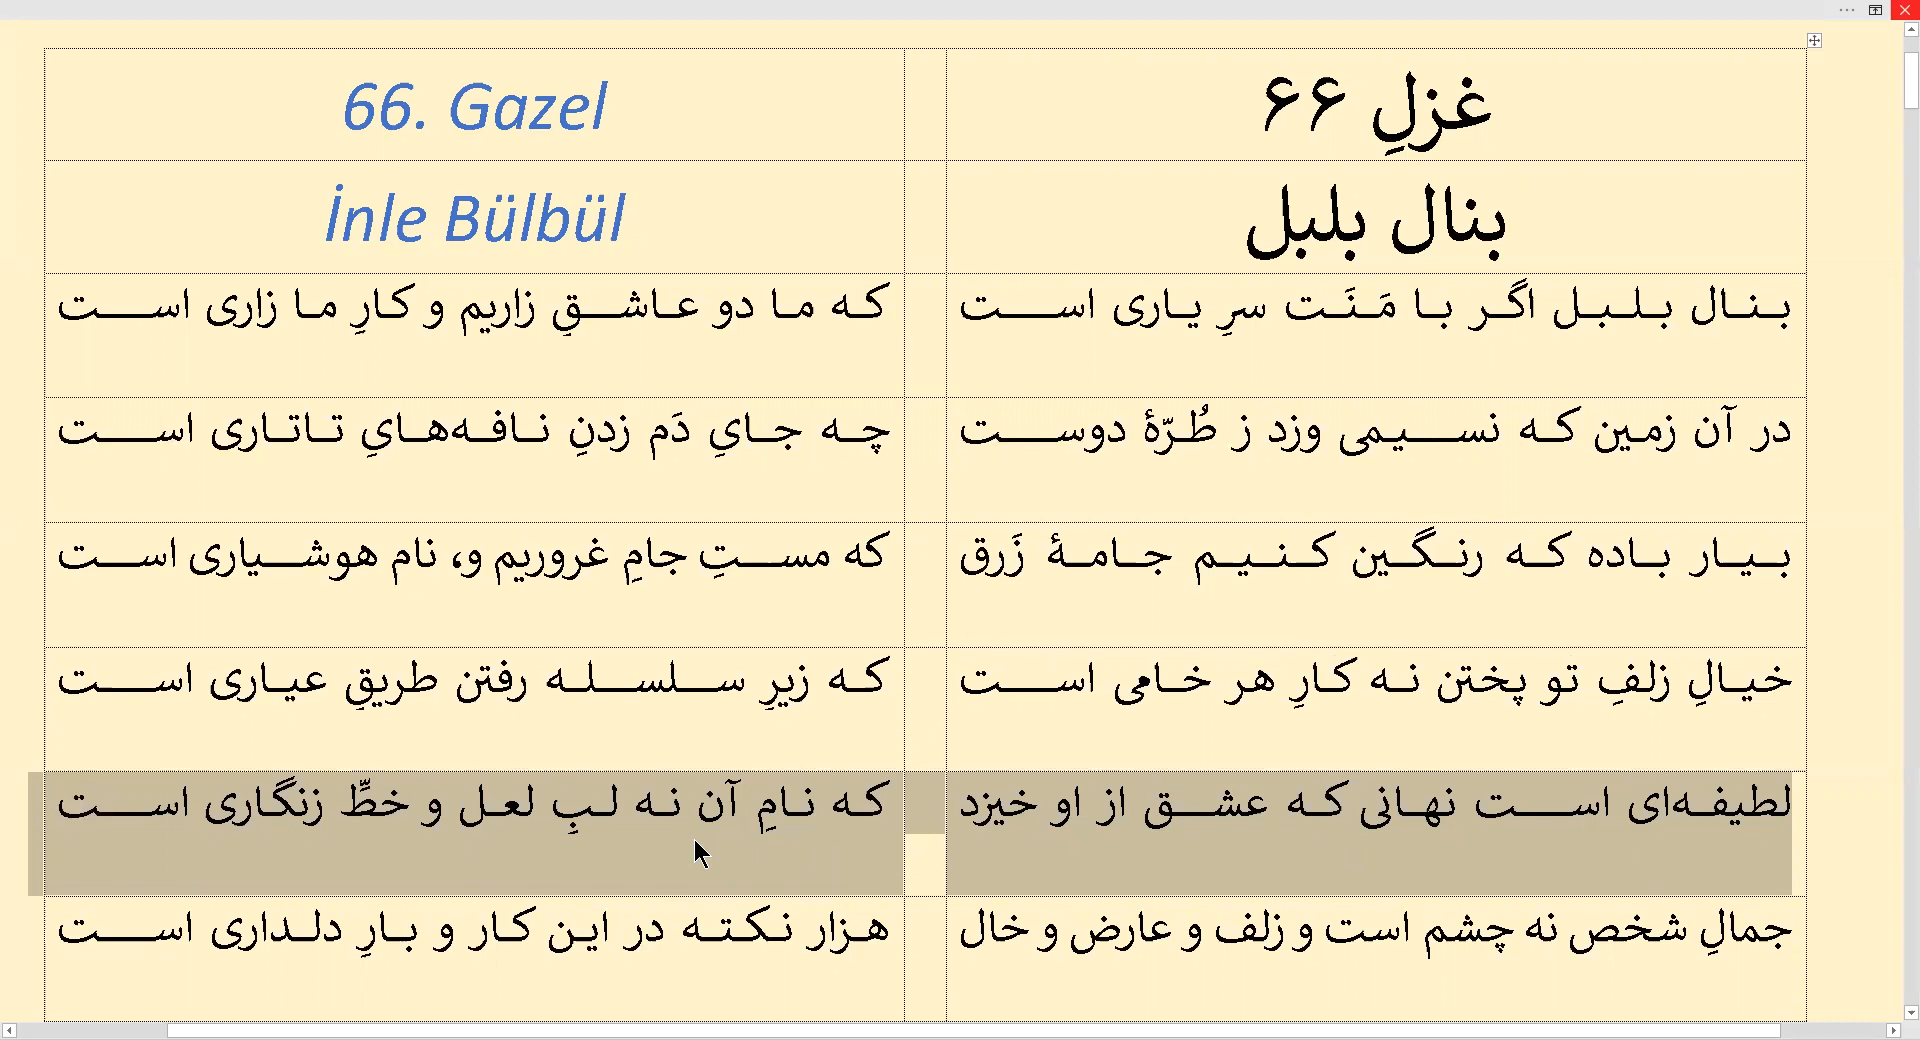 غزلِ ۶۶
66. Gazel
بنال بلبل
İnle Bülbül
بنال بلبل اگر با مَنَت سرِ یاری است
که ما دو عاشقِ زاریم و کارِ ما زاری است
در آن زمین که نسیمی وزد ز طُرّهٔ دوست
چه جایِ دَم زدنِ نافه‌هایِ تاتاری است
بیار باده که رنگین کنیم جامهٔ زَرق
که مستِ جامِ غروریم و، نام هوشیاری است
خیالِ زلفِ تو پختن نه کارِ هر خامی است
که زیرِ سلسله رفتن طریقِ عیاری است
لطیفه‌ای است نهانی که عشق از او خیزد
که نامِ آن نه لبِ لعل و خطِّ زنگاری است
جمالِ شخص نه چشم است و زلف و عارض و خال
هزار نکته در این کار و بارِ دلداری است